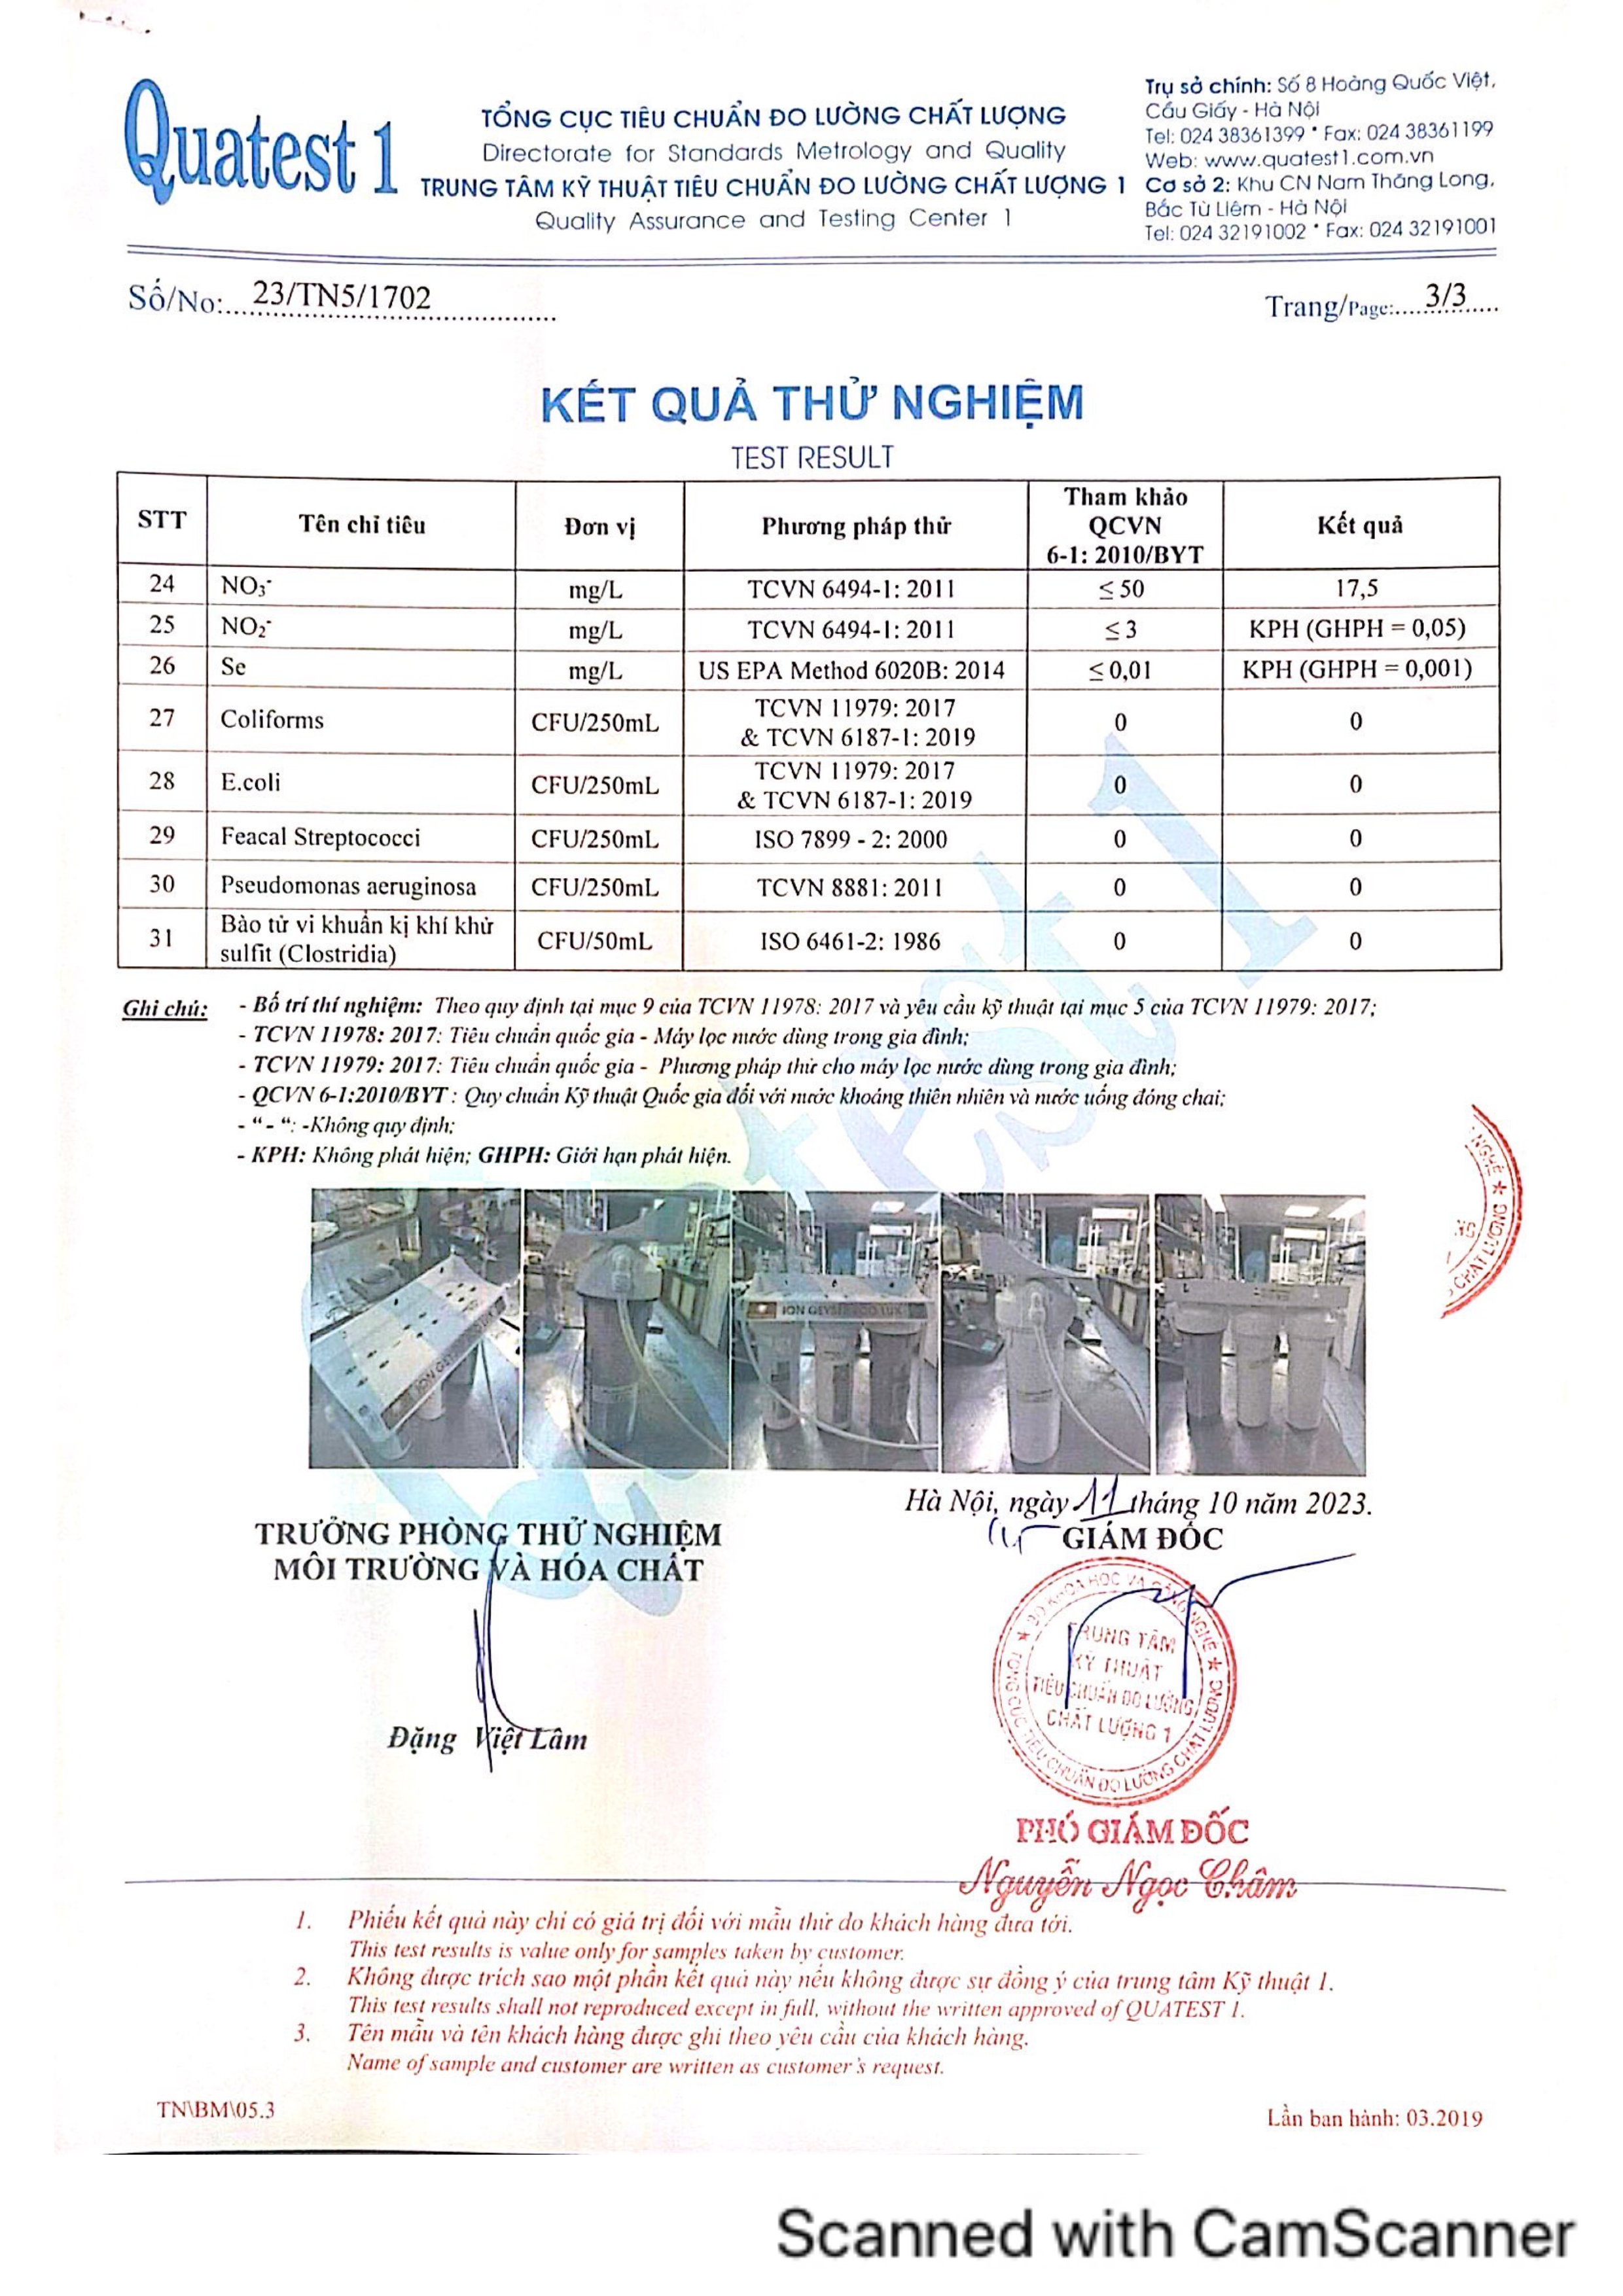 Quatest 1
TỔNG CỤC TIÊU CHUẨN ĐO LƯỜNG CHẤT LƯỢNG
Directorate for Standards Metrology and Quality
TRUNG TÂM KỸ THUẬT TIÊU CHUẨN ĐO LƯỜNG CHẤT LƯỢNG 1
Quality Assurance and Testing Center 1
Trụ sở chính: Số 8 Hoàng Quốc Việt,
Cầu Giấy - Hà Nội
Tel: 024 38361399 * Fax: 024 38361199
Web: www.quatest1.com.vn
Cơ sở 2: Khu CN Nam Thăng Long,
Bắc Từ Liêm - Hà Nội
Tel: 024 32191002 * Fax: 024 32191001
Số/No: 23/TN5/1702
Trang/Page: 3/3
KẾT QUẢ THỬ NGHIỆM
TEST RESULT
STT Tên chỉ tiêu Đơn vị Phương pháp thử Tham khảo QCVN 6-1: 2010/BYT Kết quả
24 NO₃⁻ mg/L TCVN 6494-1: 2011 ≤ 50 17,5
25 NO₂⁻ mg/L TCVN 6494-1: 2011 ≤ 3 KPH (GHPH = 0,05)
26 Se mg/L US EPA Method 6020B: 2014 ≤ 0,01 KPH (GHPH = 0,001)
27 Coliforms CFU/250mL TCVN 11979: 2017 & TCVN 6187-1: 2019 0 0
28 E.coli CFU/250mL TCVN 11979: 2017 & TCVN 6187-1: 2019 0 0
29 Feacal Streptococci CFU/250mL ISO 7899 - 2: 2000 0 0
30 Pseudomonas aeruginosa CFU/250mL TCVN 8881: 2011 0 0
31 Bào tử vi khuẩn kị khí khử sulfit (Clostridia) CFU/50mL ISO 6461-2: 1986 0 0
Ghi chú: - Bố trí thí nghiệm: Theo quy định tại mục 9 của TCVN 11978: 2017 và yêu cầu kỹ thuật tại mục 5 của TCVN 11979: 2017;
- TCVN 11978: 2017: Tiêu chuẩn quốc gia - Máy lọc nước dùng trong gia đình;
- TCVN 11979: 2017: Tiêu chuẩn quốc gia - Phương pháp thử cho máy lọc nước dùng trong gia đình;
- QCVN 6-1:2010/BYT : Quy chuẩn Kỹ thuật Quốc gia đối với nước khoáng thiên nhiên và nước uống đóng chai;
- “ - “: -Không quy định;
- KPH: Không phát hiện; GHPH: Giới hạn phát hiện.
NGHỆ ★
CHẤT LƯỢNG
ION GEYSER ECO LUX
Hà Nội, ngày 11 tháng 10 năm 2023.
TRƯỞNG PHÒNG THỬ NGHIỆM
MÔI TRƯỜNG VÀ HÓA CHẤT
GIÁM ĐỐC
BỘ KHOA HỌC VÀ CÔNG NGHỆ ★
TỔNG CỤC TIÊU CHUẨN ĐO LƯỜNG CHẤT LƯỢNG ★
TRUNG TÂM
KỸ THUẬT
TIÊU CHUẨN ĐO LƯỜNG
CHẤT LƯỢNG 1
Đặng Việt Lâm
PHÓ GIÁM ĐỐC
Nguyễn Ngọc Châm
1. Phiếu kết quả này chỉ có giá trị đối với mẫu thử do khách hàng đưa tới.
This test results is value only for samples taken by customer.
2. Không được trích sao một phần kết quả này nếu không được sự đồng ý của trung tâm Kỹ thuật 1.
This test results shall not reproduced except in full, without the written approved of QUATEST 1.
3. Tên mẫu và tên khách hàng được ghi theo yêu cầu của khách hàng.
Name of sample and customer are written as customer's request.
TN\BM\05.3
Lần ban hành: 03.2019
Scanned with CamScanner